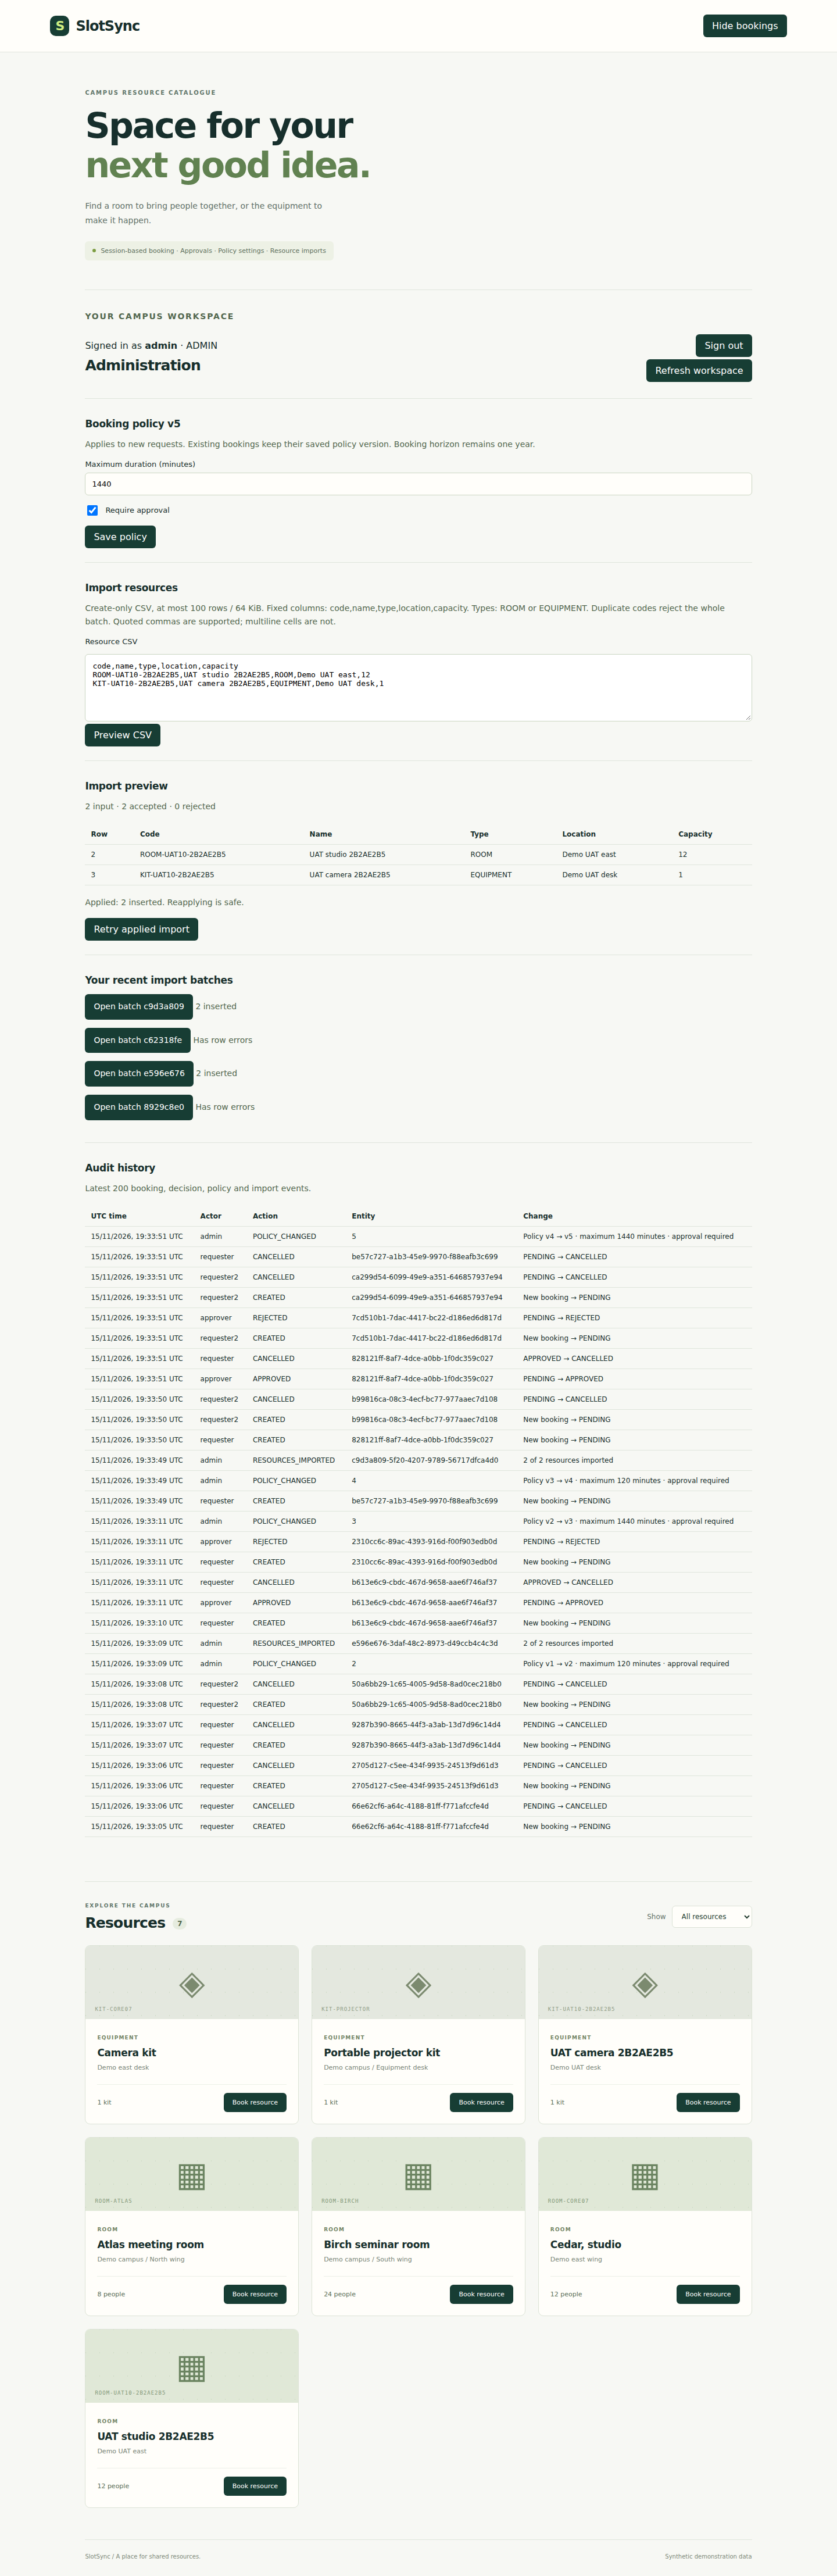 S SlotSync
Hide bookings
CAMPUS RESOURCE CATALOGUE
Space for your
next good idea.
Find a room to bring people together, or the equipment to
make it happen.
Session-based booking · Approvals · Policy settings · Resource imports
YOUR CAMPUS WORKSPACE
Signed in as admin · ADMIN
Administration
Sign out
Refresh workspace
Booking policy v5
Applies to new requests. Existing bookings keep their saved policy version. Booking horizon remains one year.
Maximum duration (minutes)
1440
Require approval
Save policy
Import resources
Create-only CSV, at most 100 rows / 64 KiB. Fixed columns: code,name,type,location,capacity. Types: ROOM or EQUIPMENT. Duplicate codes reject the whole
batch. Quoted commas are supported; multiline cells are not.
Resource CSV
code,name,type,location,capacity
ROOM-UAT10-2B2AE2B5,UAT studio 2B2AE2B5,ROOM,Demo UAT east,12
KIT-UAT10-2B2AE2B5,UAT camera 2B2AE2B5,EQUIPMENT,Demo UAT desk,1
Preview CSV
Import preview
2 input · 2 accepted · 0 rejected
Row Code Name Type Location Capacity
2 ROOM-UAT10-2B2AE2B5 UAT studio 2B2AE2B5 ROOM Demo UAT east 12
3 KIT-UAT10-2B2AE2B5 UAT camera 2B2AE2B5 EQUIPMENT Demo UAT desk 1
Applied: 2 inserted. Reapplying is safe.
Retry applied import
Your recent import batches
Open batch c9d3a809 2 inserted
Open batch c62318fe Has row errors
Open batch e596e676 2 inserted
Open batch 8929c8e0 Has row errors
Audit history
Latest 200 booking, decision, policy and import events.
UTC time Actor Action Entity Change
15/11/2026, 19:33:51 UTC admin POLICY_CHANGED 5 Policy v4 → v5 · maximum 1440 minutes · approval required
15/11/2026, 19:33:51 UTC requester CANCELLED be57c727-a1b3-45e9-9970-f88eafb3c699 PENDING → CANCELLED
15/11/2026, 19:33:51 UTC requester2 CANCELLED ca299d54-6099-49e9-a351-646857937e94 PENDING → CANCELLED
15/11/2026, 19:33:51 UTC requester2 CREATED ca299d54-6099-49e9-a351-646857937e94 New booking → PENDING
15/11/2026, 19:33:51 UTC approver REJECTED 7cd510b1-7dac-4417-bc22-d186ed6d817d PENDING → REJECTED
15/11/2026, 19:33:51 UTC requester2 CREATED 7cd510b1-7dac-4417-bc22-d186ed6d817d New booking → PENDING
15/11/2026, 19:33:51 UTC requester CANCELLED 828121ff-8af7-4dce-a0bb-1f0dc359c027 APPROVED → CANCELLED
15/11/2026, 19:33:51 UTC approver APPROVED 828121ff-8af7-4dce-a0bb-1f0dc359c027 PENDING → APPROVED
15/11/2026, 19:33:50 UTC requester2 CANCELLED b99816ca-08c3-4ecf-bc77-977aaec7d108 PENDING → CANCELLED
15/11/2026, 19:33:50 UTC requester2 CREATED b99816ca-08c3-4ecf-bc77-977aaec7d108 New booking → PENDING
15/11/2026, 19:33:50 UTC requester CREATED 828121ff-8af7-4dce-a0bb-1f0dc359c027 New booking → PENDING
15/11/2026, 19:33:49 UTC admin RESOURCES_IMPORTED c9d3a809-5f20-4207-9789-56717dfca4d0 2 of 2 resources imported
15/11/2026, 19:33:49 UTC admin POLICY_CHANGED 4 Policy v3 → v4 · maximum 120 minutes · approval required
15/11/2026, 19:33:49 UTC requester CREATED be57c727-a1b3-45e9-9970-f88eafb3c699 New booking → PENDING
15/11/2026, 19:33:11 UTC admin POLICY_CHANGED 3 Policy v2 → v3 · maximum 1440 minutes · approval required
15/11/2026, 19:33:11 UTC approver REJECTED 2310cc6c-89ac-4393-916d-f00f903edb0d PENDING → REJECTED
15/11/2026, 19:33:11 UTC requester CREATED 2310cc6c-89ac-4393-916d-f00f903edb0d New booking → PENDING
15/11/2026, 19:33:11 UTC requester CANCELLED b613e6c9-cbdc-467d-9658-aae6f746af37 APPROVED → CANCELLED
15/11/2026, 19:33:11 UTC approver APPROVED b613e6c9-cbdc-467d-9658-aae6f746af37 PENDING → APPROVED
15/11/2026, 19:33:10 UTC requester CREATED b613e6c9-cbdc-467d-9658-aae6f746af37 New booking → PENDING
15/11/2026, 19:33:09 UTC admin RESOURCES_IMPORTED e596e676-3daf-48c2-8973-d49ccb4c4c3d 2 of 2 resources imported
15/11/2026, 19:33:09 UTC admin POLICY_CHANGED 2 Policy v1 → v2 · maximum 120 minutes · approval required
15/11/2026, 19:33:08 UTC requester2 CANCELLED 50a6bb29-1c65-4005-9d58-8ad0cec218b0 PENDING → CANCELLED
15/11/2026, 19:33:08 UTC requester2 CREATED 50a6bb29-1c65-4005-9d58-8ad0cec218b0 New booking → PENDING
15/11/2026, 19:33:07 UTC requester CANCELLED 9287b390-8665-44f3-a3ab-13d7d96c14d4 PENDING → CANCELLED
15/11/2026, 19:33:07 UTC requester CREATED 9287b390-8665-44f3-a3ab-13d7d96c14d4 New booking → PENDING
15/11/2026, 19:33:06 UTC requester CANCELLED 2705d127-c5ee-434f-9935-24513f9d61d3 PENDING → CANCELLED
15/11/2026, 19:33:06 UTC requester CREATED 2705d127-c5ee-434f-9935-24513f9d61d3 New booking → PENDING
15/11/2026, 19:33:06 UTC requester CANCELLED 66e62cf6-a64c-4188-81ff-f771afccfe4d PENDING → CANCELLED
15/11/2026, 19:33:05 UTC requester CREATED 66e62cf6-a64c-4188-81ff-f771afccfe4d New booking → PENDING
EXPLORE THE CAMPUS
Resources 7
Show All resources
KIT-CORE07
EQUIPMENT
Camera kit
Demo east desk
1 kit
Book resource
KIT-PROJECTOR
EQUIPMENT
Portable projector kit
Demo campus / Equipment desk
1 kit
Book resource
KIT-UAT10-2B2AE2B5
EQUIPMENT
UAT camera 2B2AE2B5
Demo UAT desk
1 kit
Book resource
ROOM-ATLAS
ROOM
Atlas meeting room
Demo campus / North wing
8 people
Book resource
ROOM-BIRCH
ROOM
Birch seminar room
Demo campus / South wing
24 people
Book resource
ROOM-CORE07
ROOM
Cedar, studio
Demo east wing
12 people
Book resource
ROOM-UAT10-2B2AE2B5
ROOM
UAT studio 2B2AE2B5
Demo UAT east
12 people
Book resource
SlotSync / A place for shared resources.
Synthetic demonstration data